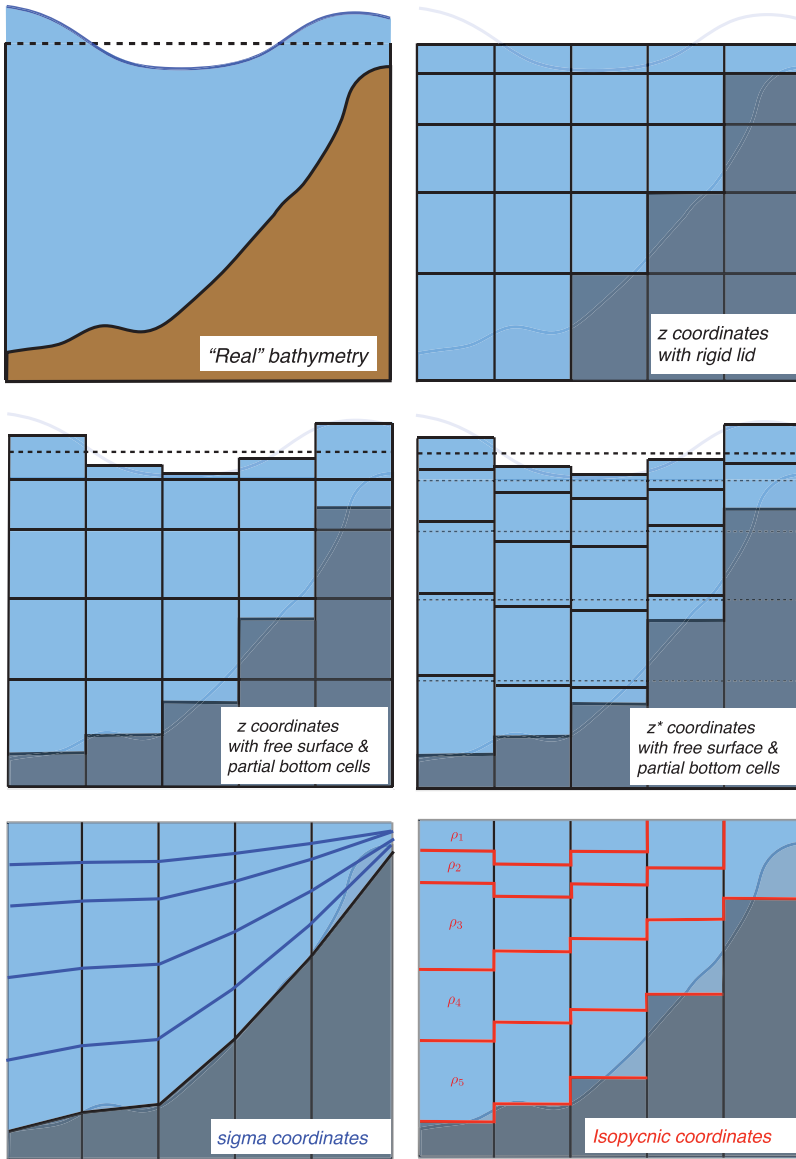 “Real” bathymetry
z coordinates
with rigid lid
z coordinates
with free surface &
partial bottom cells
z* coordinates
with free surface &
partial bottom cells
sigma coordinates
ρ₁
ρ₂
ρ₃
ρ₄
ρ₅
Isopycnic coordinates